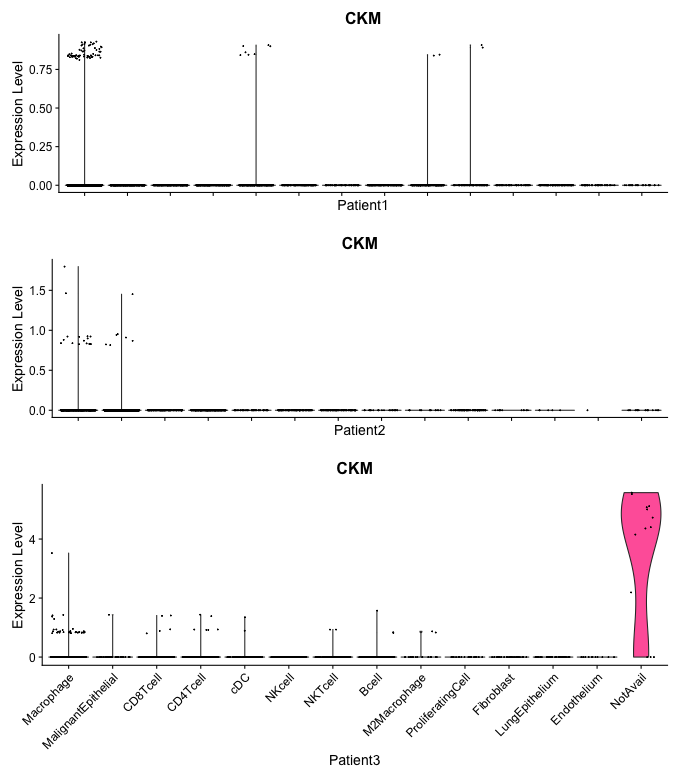 CKM
Expression Level
0.75
0.50
0.25
0.00
Patient1
CKM
Expression Level
1.5
1.0
0.5
0.0
Patient2
CKM
Expression Level
4
2
0
Macrophage
MalignantEpithelial
CD8Tcell
CD4Tcell
cDC
NKcell
NKTcell
Bcell
M2Macrophage
ProliferatingCell
Fibroblast
LungEpithelium
Endothelium
NotAvail
Patient3